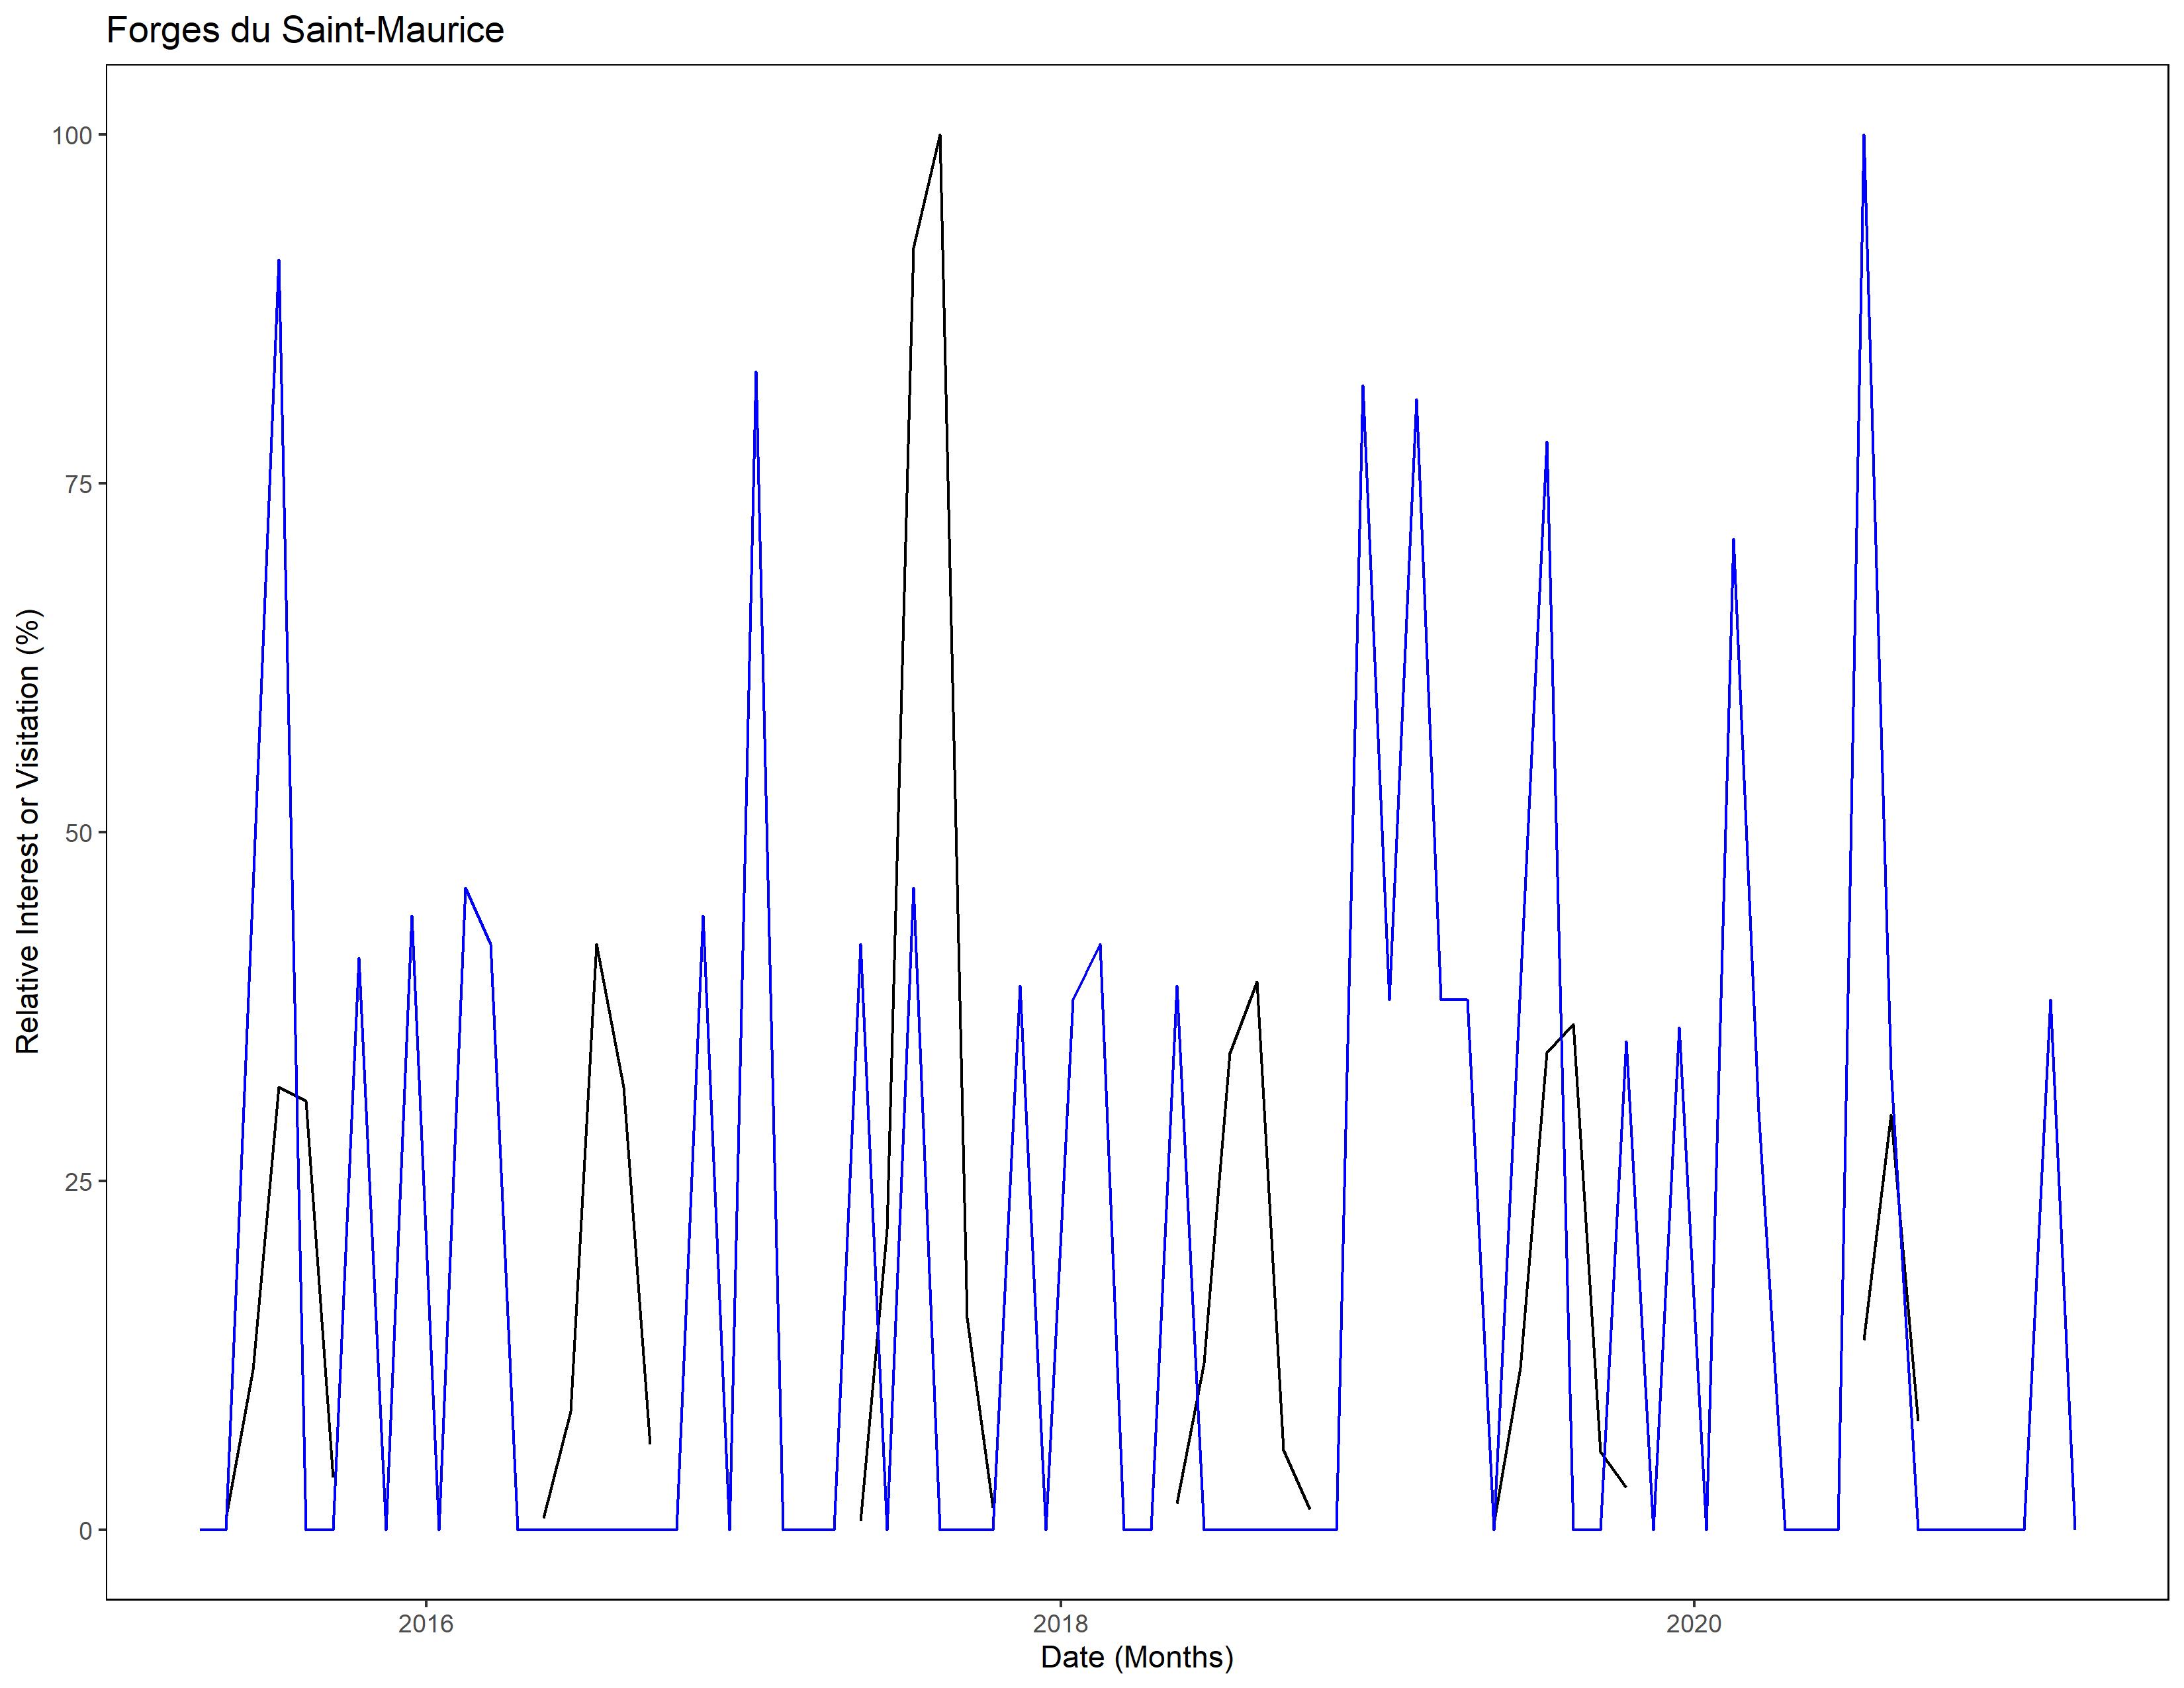 Forges du Saint-Maurice
Relative Interest or Visitation (%)
100
75
50
25
0
2016
2018
2020
Date (Months)